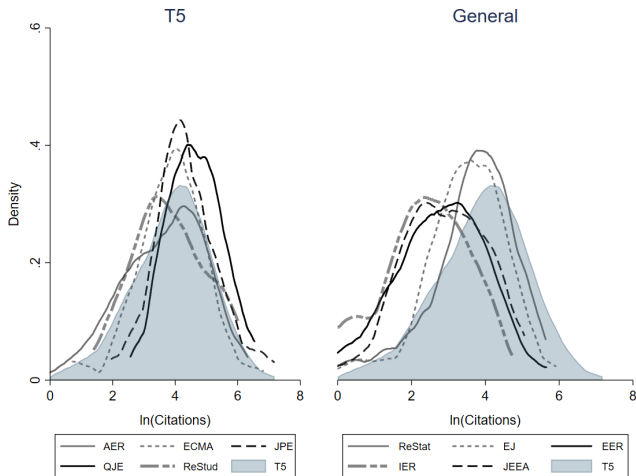 T5 General
.6
.4
.2
0
Density
0 2 4 6 8
0 2 4 6 8
ln(Citations) ln(Citations)
AER ECMA JPE
QJE ReStud T5
ReStat EJ EER
IER JEEA T5